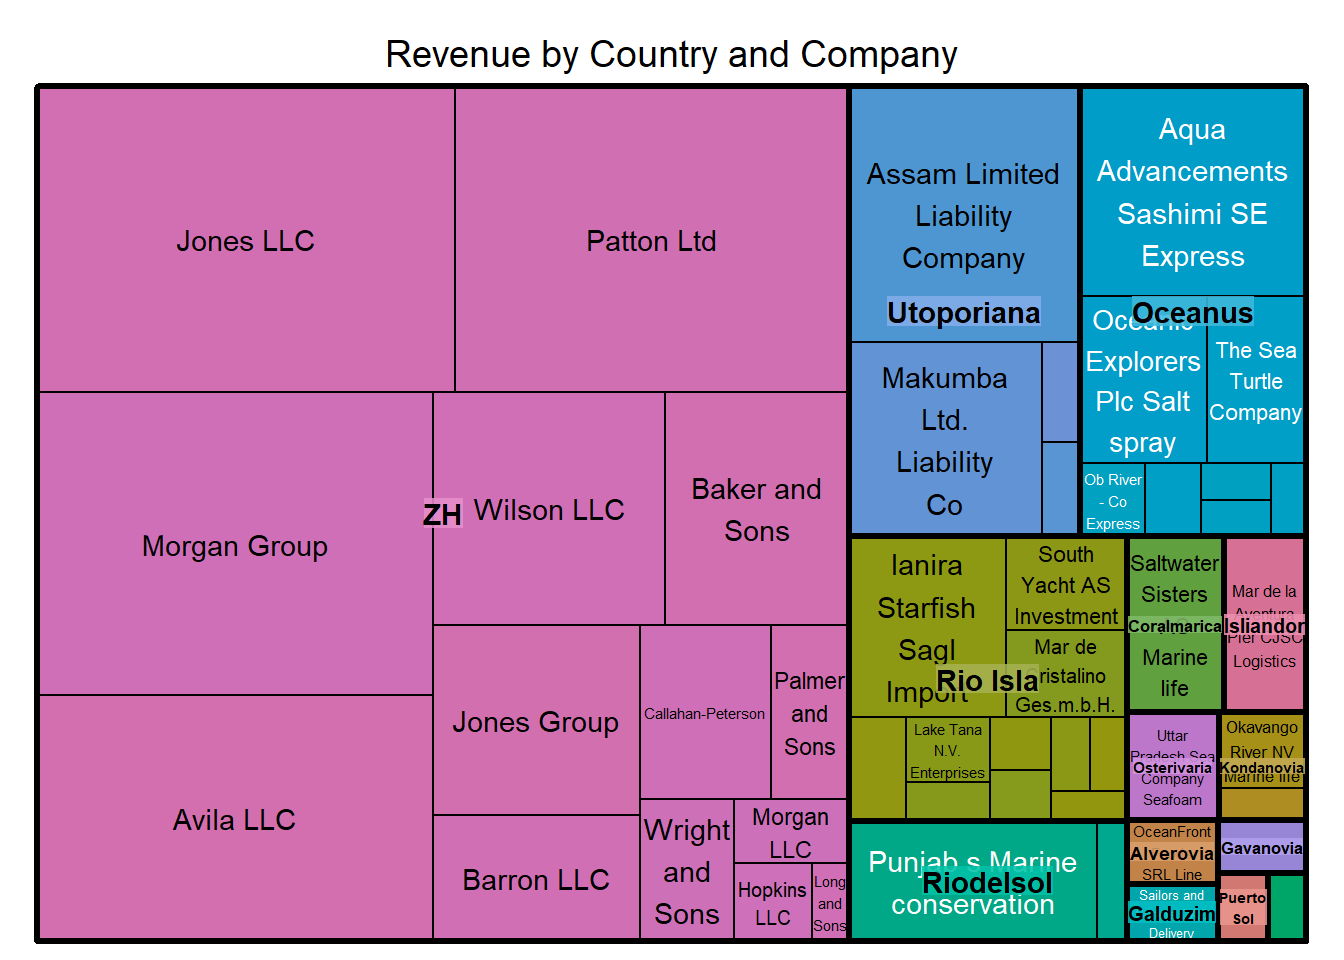 Revenue by Country and Company
Jones LLC
Patton Ltd
Morgan Group
ZH
Wilson LLC
Baker and
Sons
Avila LLC
Jones Group
Callahan-Peterson
Palmer
and
Sons
Barron LLC
Wright
and
Sons
Morgan
LLC
Hopkins
LLC
Long
and
Sons
Assam Limited
Liability
Company
Utoporiana
Makumba
Ltd.
Liability
Co
Aqua
Advancements
Sashimi SE
Express
Oceanus
Oceanic
Explorers
Plc Salt
spray
The Sea
Turtle
Company
Ob River
- Co
Express
Ianira
Starfish
Sagl
Import
Rio Isla
South
Yacht AS
Investment
Mar de
Cristalino
Ges.m.b.H.
Lake Tana
N.V.
Enterprises
Punjab s Marine
Riodelsol
conservation
Saltwater
Sisters
Coralmarica
Marine
life
Mar de la
Aventura
Isliandor
Pier CJSC
Logistics
Uttar
Pradesh Sea
Osterivaria
Company
Seafoam
Okavango
River NV
Kondanovia
Marine life
OceanFront
Alverovia
SRL Line
Gavanovia
Sailors and
Galduzim
Delivery
Puerto
Sol